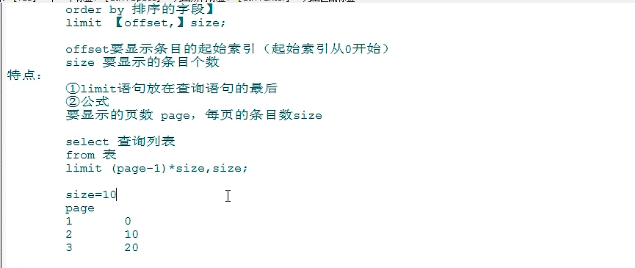 order by 排序的字段】
limit 【offset,】size;
offset要显示条目的起始索引（起始索引从0开始）
size 要显示的条目个数
特点：
①limit语句放在查询语句的最后
②公式
要显示的页数 page，每页的条目数size
select 查询列表
from 表
limit (page-1)*size,size;
size=10
page
1 0
2 10
3 20